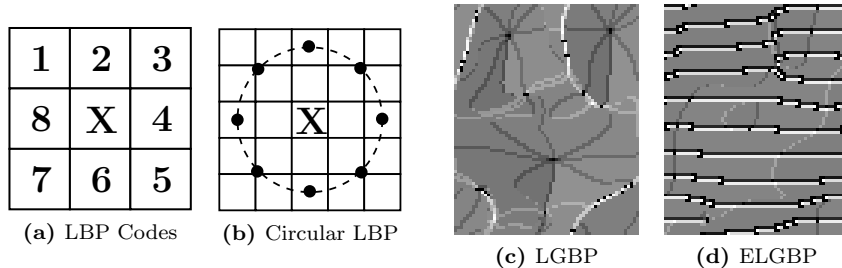 1 2 3
8 X 4
7 6 5
X
(a) LBP Codes
(b) Circular LBP
(c) LGBP
(d) ELGBP